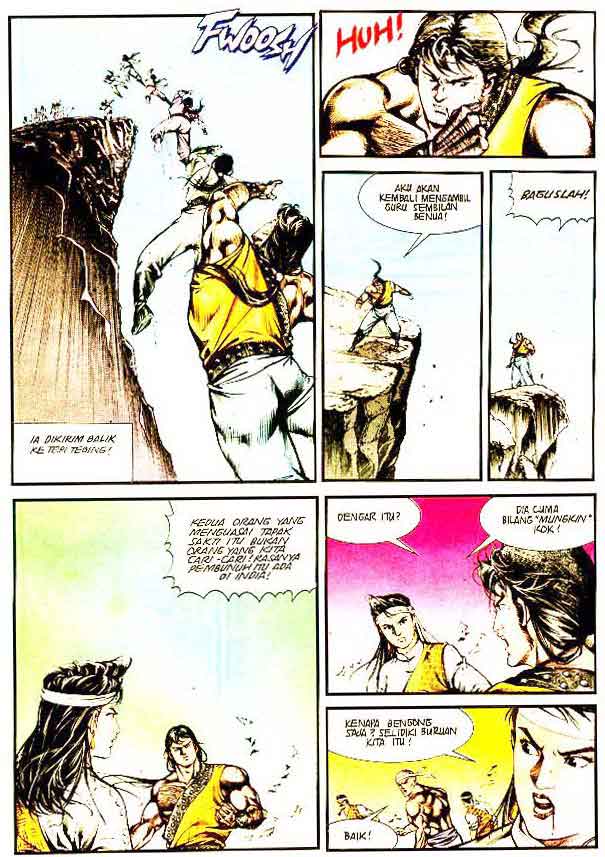 FWOOSH
HUH!
IA DIKIRIM BALIK
KE TEPI TEBING!
AKU AKAN
KEMBALI MENGAMBIL
GURU SEMBILAN
BENUA!
BAGUSLAH!
KEDUA ORANG YANG
MENGUASAI TAPAK
SAKTI ITU BUKAN
ORANG YANG KITA
CARI-CARI! RASANYA
PEMBUNUH ITU ADA
DI INDIA!
DENGAR ITU?
DIA CUMA
BILANG "MUNGKIN"
KOK!
KENAPA BENGONG
SAJA? SELIDIKI BURUAN
KITA ITU!
BAIK!